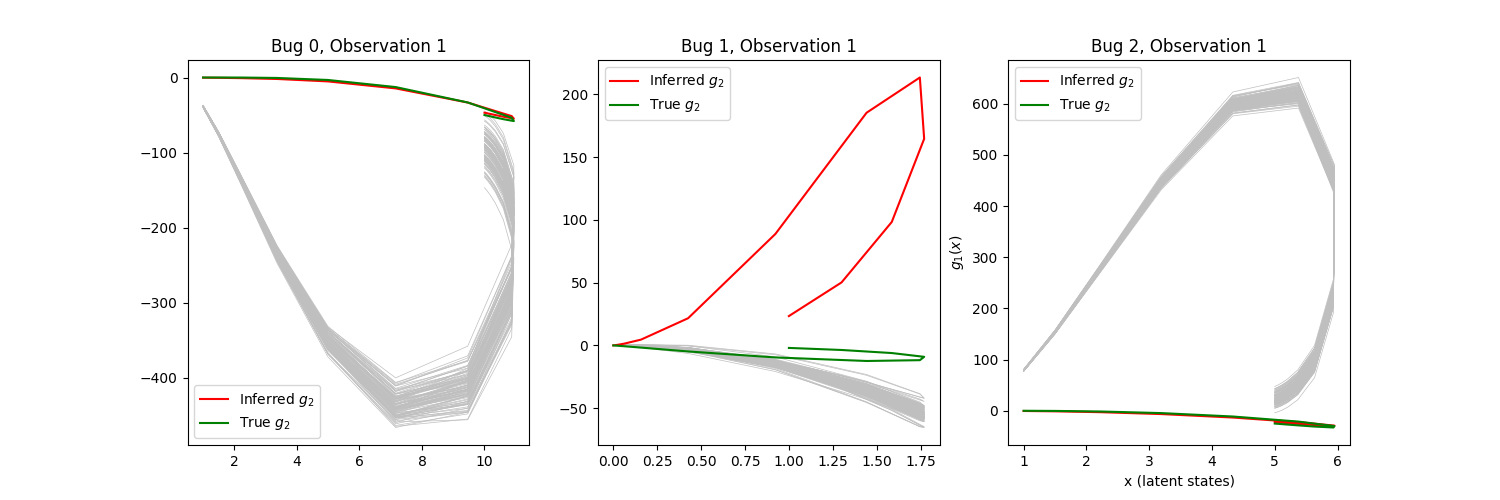 Bug 0, Observation 1
0
−100
−200
−300
−400
2 4 6 8 10
Inferred g₂
True g₂
Bug 1, Observation 1
200
150
100
50
0
−50
0.00 0.25 0.50 0.75 1.00 1.25 1.50 1.75
Inferred g₂
True g₂
Bug 2, Observation 1
g₁(x)
600
500
400
300
200
100
0
1 2 3 4 5 6
x (latent states)
Inferred g₂
True g₂